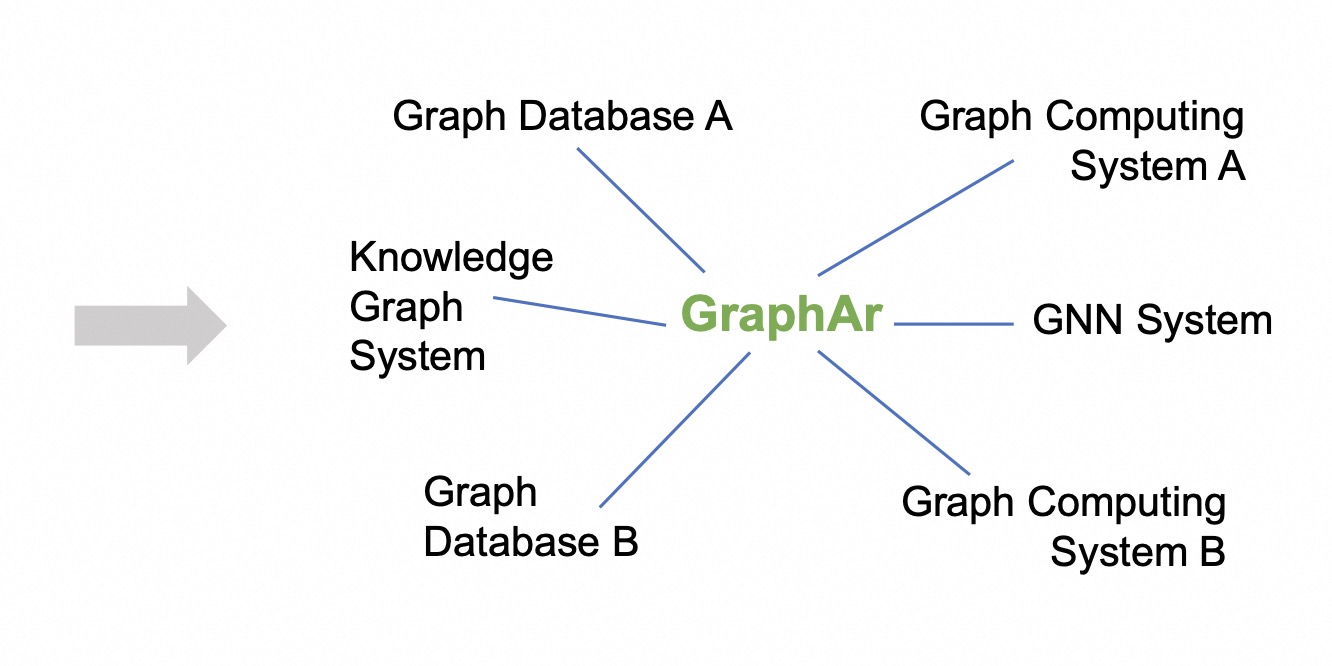 Graph Database A
Graph Computing
System A
Knowledge
Graph
System
GraphAr
GNN System
Graph
Database B
Graph Computing
System B